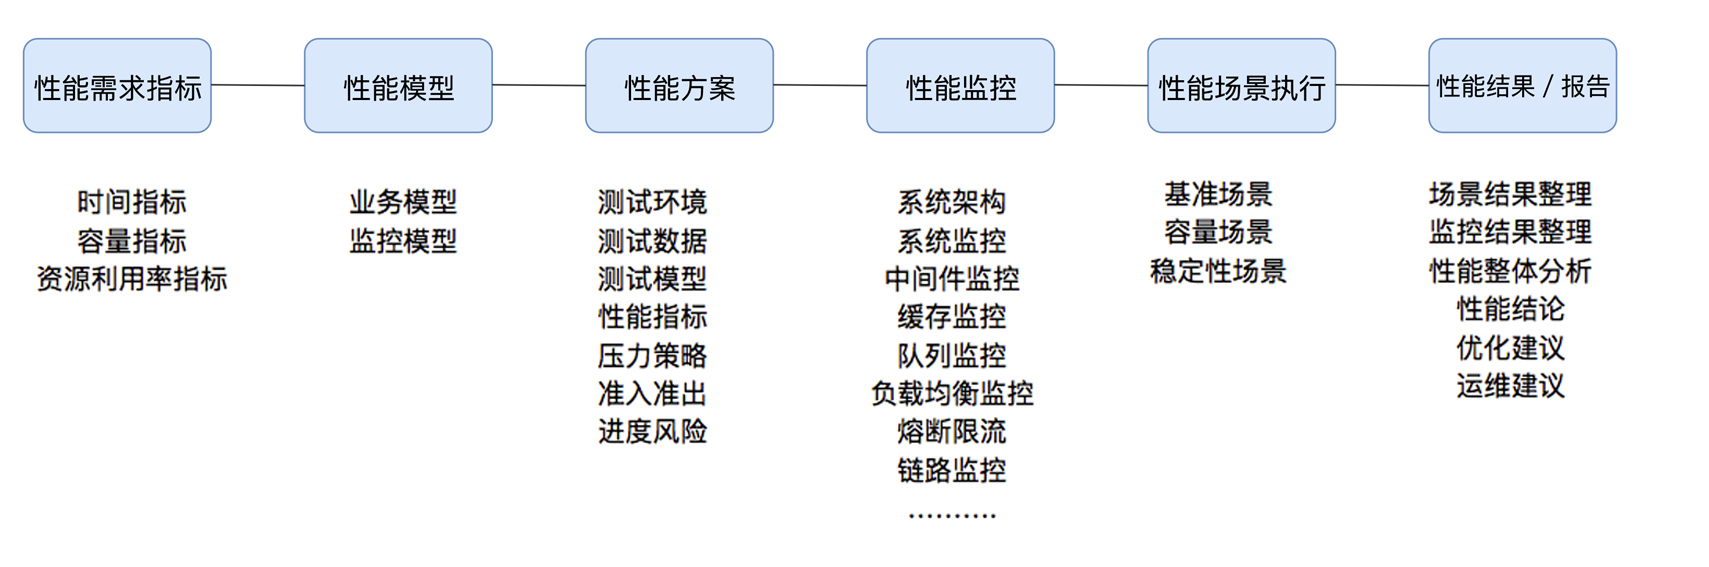 性能需求指标
性能模型
性能方案
性能监控
性能场景执行
性能结果 / 报告
时间指标
容量指标
资源利用率指标
业务模型
监控模型
测试环境
测试数据
测试模型
性能指标
压力策略
准入准出
进度风险
系统架构
系统监控
中间件监控
缓存监控
队列监控
负载均衡监控
熔断限流
链路监控
..........
基准场景
容量场景
稳定性场景
场景结果整理
监控结果整理
性能整体分析
性能结论
优化建议
运维建议